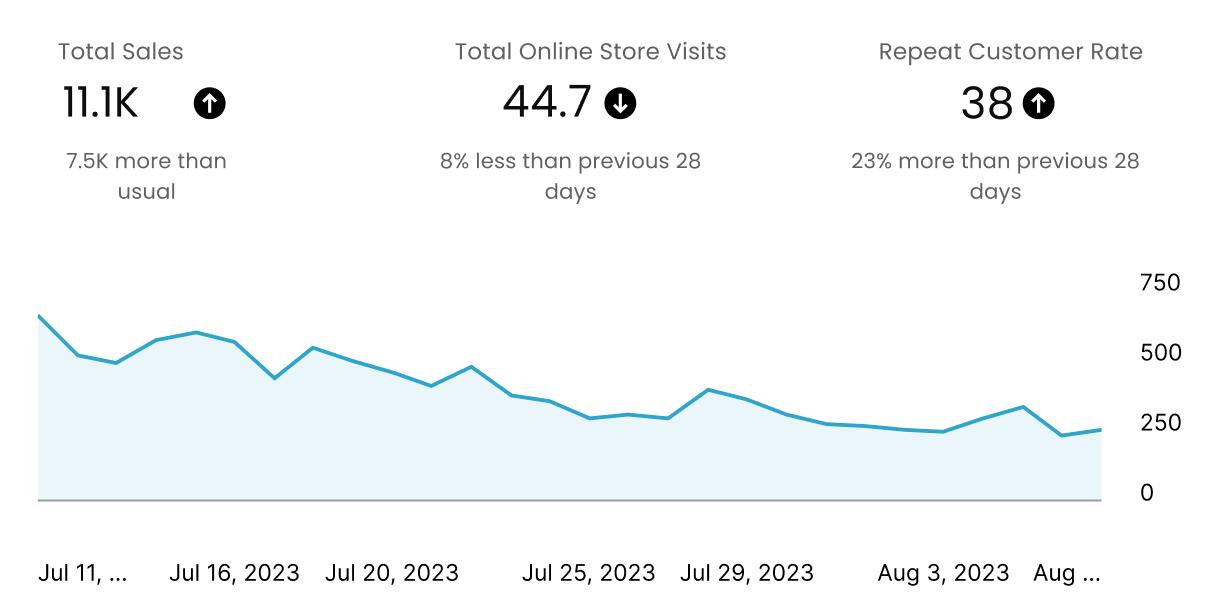 Total Sales
11.1K
7.5K more than
usual
Total Online Store Visits
44.7
8% less than previous 28
days
Repeat Customer Rate
38
23% more than previous 28
days
750
500
250
0
Jul 11, ...
Jul 16, 2023
Jul 20, 2023
Jul 25, 2023
Jul 29, 2023
Aug 3, 2023
Aug ...